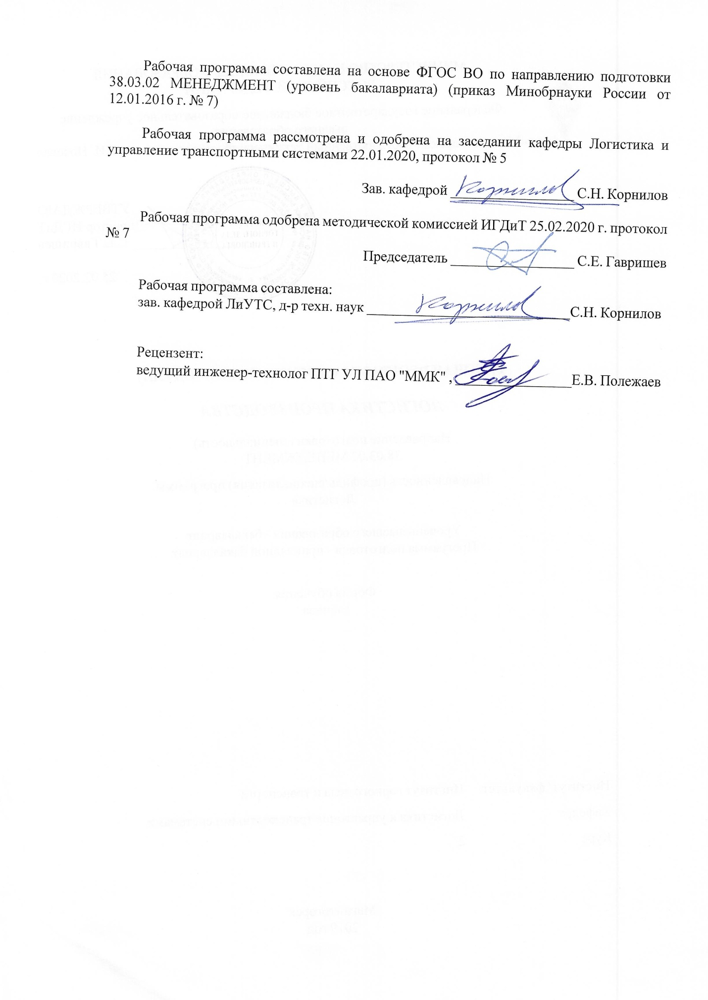 Рабочая программа составлена на основе ФГОС ВО по направлению подготовки
38.03.02 МЕНЕДЖМЕНТ (уровень бакалавриата) (приказ Минобрнауки России от
12.01.2016 г. № 7)
Рабочая программа рассмотрена и одобрена на заседании кафедры Логистика и
управление транспортными системами 22.01.2020, протокол № 5
Зав. кафедрой Корнилов С.Н. Корнилов
Рабочая программа одобрена методической комиссией ИГДиТ 25.02.2020 г. протокол
№ 7
Председатель С.Е. Гавришев
Рабочая программа составлена:
зав. кафедрой ЛиУТС, д-р техн. наук Корнилов С.Н. Корнилов
Рецензент:
ведущий инженер-технолог ПТГ УЛ ПАО "ММК" , Е.В. Полежаев